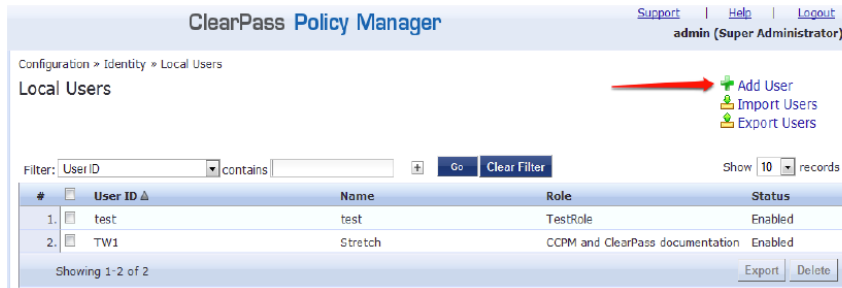 Support | Help | Logout
ClearPass Policy Manager
admin (Super Administrator)
Configuration » Identity » Local Users
Local Users
Add User
Import Users
Export Users
Filter: User ID contains + Go Clear Filter Show 10 records
# User ID Name Role Status
1. test test TestRole Enabled
2. TW1 Stretch CCPM and ClearPass documentation Enabled
Showing 1-2 of 2 Export Delete